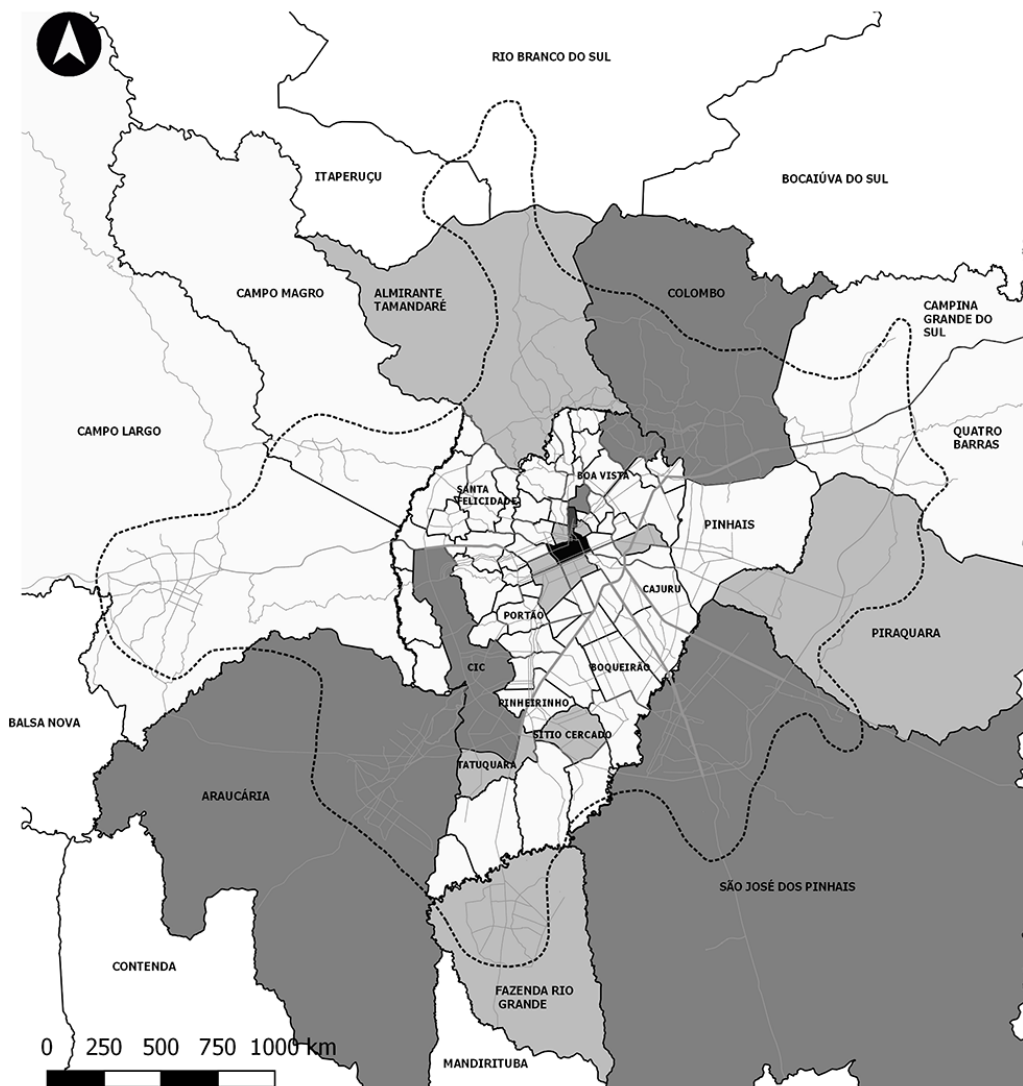 RIO BRANCO DO SUL
ITAPERUÇU
BOCAIÚVA DO SUL
CAMPO MAGRO
ALMIRANTE
TAMANDARÉ
COLOMBO
CAMPINA
GRANDE DO
SUL
CAMPO LARGO
QUATRO
BARRAS
BOA VISTA
SANTA
FELICIDADE
PINHAIS
CAJURU
PORTÃO
PIRAQUARA
CIC
BOQUEIRÃO
PINHEIRINHO
BALSA NOVA
SÍTIO CERCADO
TATUQUARA
ARAUCÁRIA
SÃO JOSÉ DOS PINHAIS
CONTENDA
FAZENDA RIO
GRANDE
0 250 500 750 1000 km
MANDIRITUBA